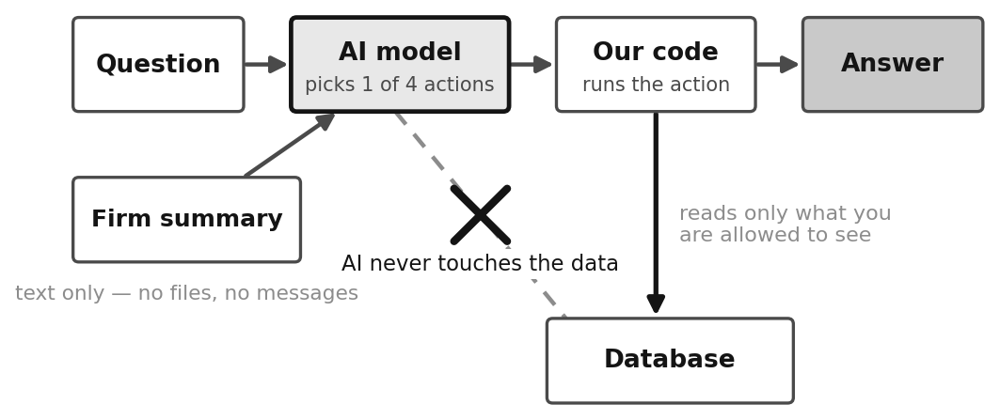 Question
AI model
picks 1 of 4 actions
Our code
runs the action
Answer
Firm summary
text only — no files, no messages
AI never touches the data
reads only what you
are allowed to see
Database